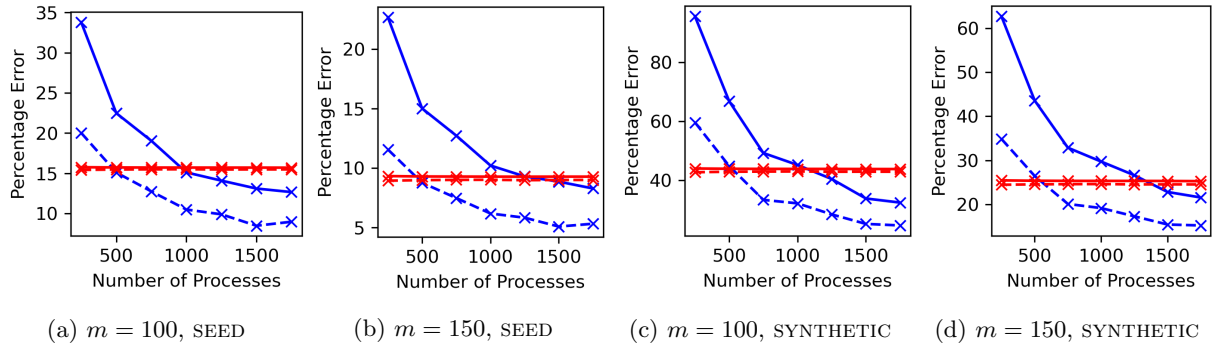 35
30
25
20
15
10
Percentage Error
500 1000 1500
Number of Processes
(a) m = 100, SEED
20
15
10
5
Percentage Error
500 1000 1500
Number of Processes
(b) m = 150, SEED
80
60
40
Percentage Error
500 1000 1500
Number of Processes
(c) m = 100, SYNTHETIC
60
50
40
30
20
Percentage Error
500 1000 1500
Number of Processes
(d) m = 150, SYNTHETIC